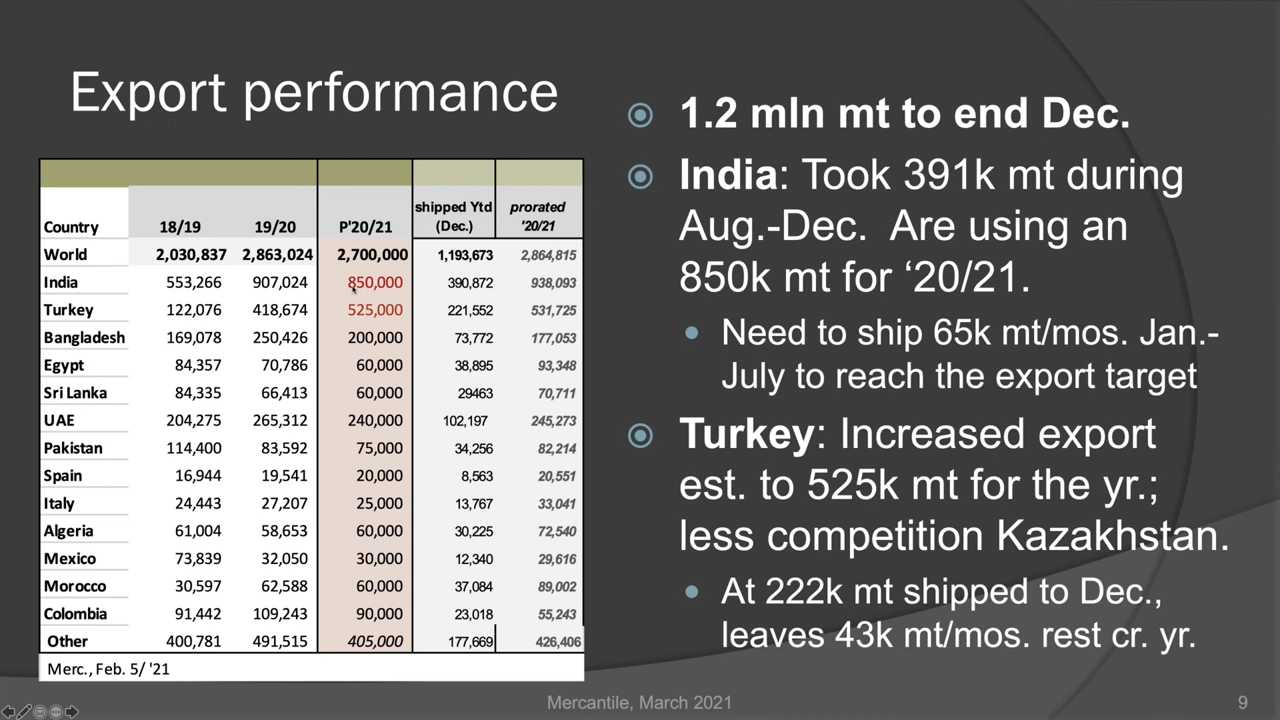 Export performance
Country 18/19 19/20 P'20/21 shipped Ytd (Dec.) prorated '20/21
World 2,030,837 2,863,024 2,700,000 1,193,673 2,864,815
India 553,266 907,024 850,000 390,872 938,093
Turkey 122,076 418,674 525,000 221,552 531,725
Bangladesh 169,078 250,426 200,000 73,772 177,053
Egypt 84,357 70,786 60,000 38,895 93,348
Sri Lanka 84,335 66,413 60,000 29463 70,711
UAE 204,275 265,312 240,000 102,197 245,273
Pakistan 114,400 83,592 75,000 34,256 82,214
Spain 16,944 19,541 20,000 8,563 20,551
Italy 24,443 27,207 25,000 13,767 33,041
Algeria 61,004 58,653 60,000 30,225 72,540
Mexico 73,839 32,050 30,000 12,340 29,616
Morocco 30,597 62,588 60,000 37,084 89,002
Colombia 91,442 109,243 90,000 23,018 55,243
Other 400,781 491,515 405,000 177,669 426,406
Merc., Feb. 5/ '21
1.2 mln mt to end Dec.
India: Took 391k mt during
Aug.-Dec. Are using an
850k mt for ‘20/21.
Need to ship 65k mt/mos. Jan.-
July to reach the export target
Turkey: Increased export
est. to 525k mt for the yr.;
less competition Kazakhstan.
At 222k mt shipped to Dec.,
leaves 43k mt/mos. rest cr. yr.
Mercantile, March 2021
9